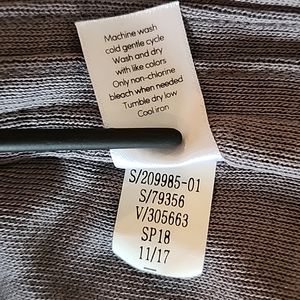 Machine wash
cold gentle cycle
Wash and dry
with like colors
Only non-chlorine
bleach when needed
Tumble dry low
Cool iron
S/209985-01
S/79356
V/305663
SP18
11/17